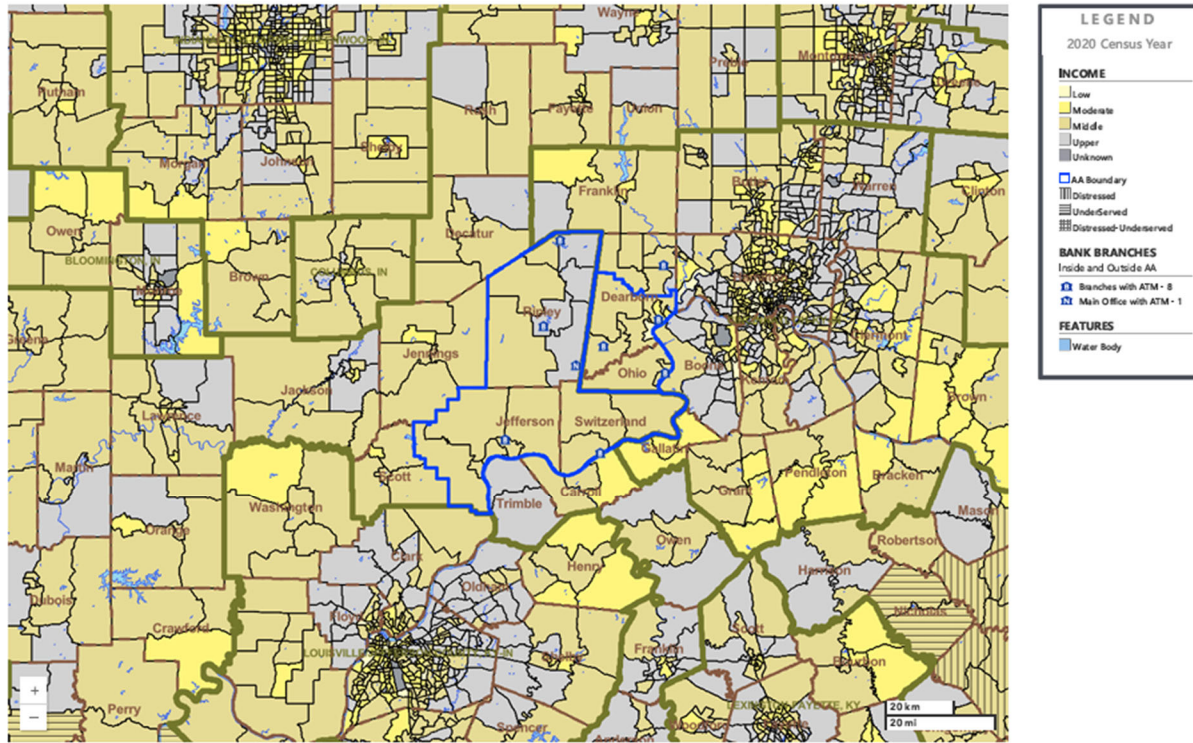 Wayne
Preble
Putnam
Rush
Fayette
Union
Shelby
Morgan
Johnson
Franklin
Butler
Warren
Clinton
Owen
Decatur
BLOOMINGTON, IN
Brown
COLUMBUS, IN
Monroe
Dearborn
Ripley
Greene
Jennings
Ohio
Boone
Clermont
Jackson
Brown
Lawrence
Jefferson
Switzerland
Gallatin
Martin
Scott
Carroll
Grant
Pendleton
Bracken
Washington
Trimble
Mason
Orange
Owen
Robertson
Clark
Henry
Harrison
Oldham
Dubois
Nicholas
Floyd
Crawford
Scott
Franklin
Shelby
Bourbon
Perry
LEXINGTON-FAYETTE, KY
Spencer
Woodford
+
−
20 km
20 mi
LEGEND
2020 Census Year
INCOME
Low
Moderate
Middle
Upper
Unknown
AA Boundary
Distressed
UnderServed
Distressed-Underserved
BANK BRANCHES
Inside and Outside AA
Branches with ATM - 8
Main Office with ATM - 1
FEATURES
Water Body